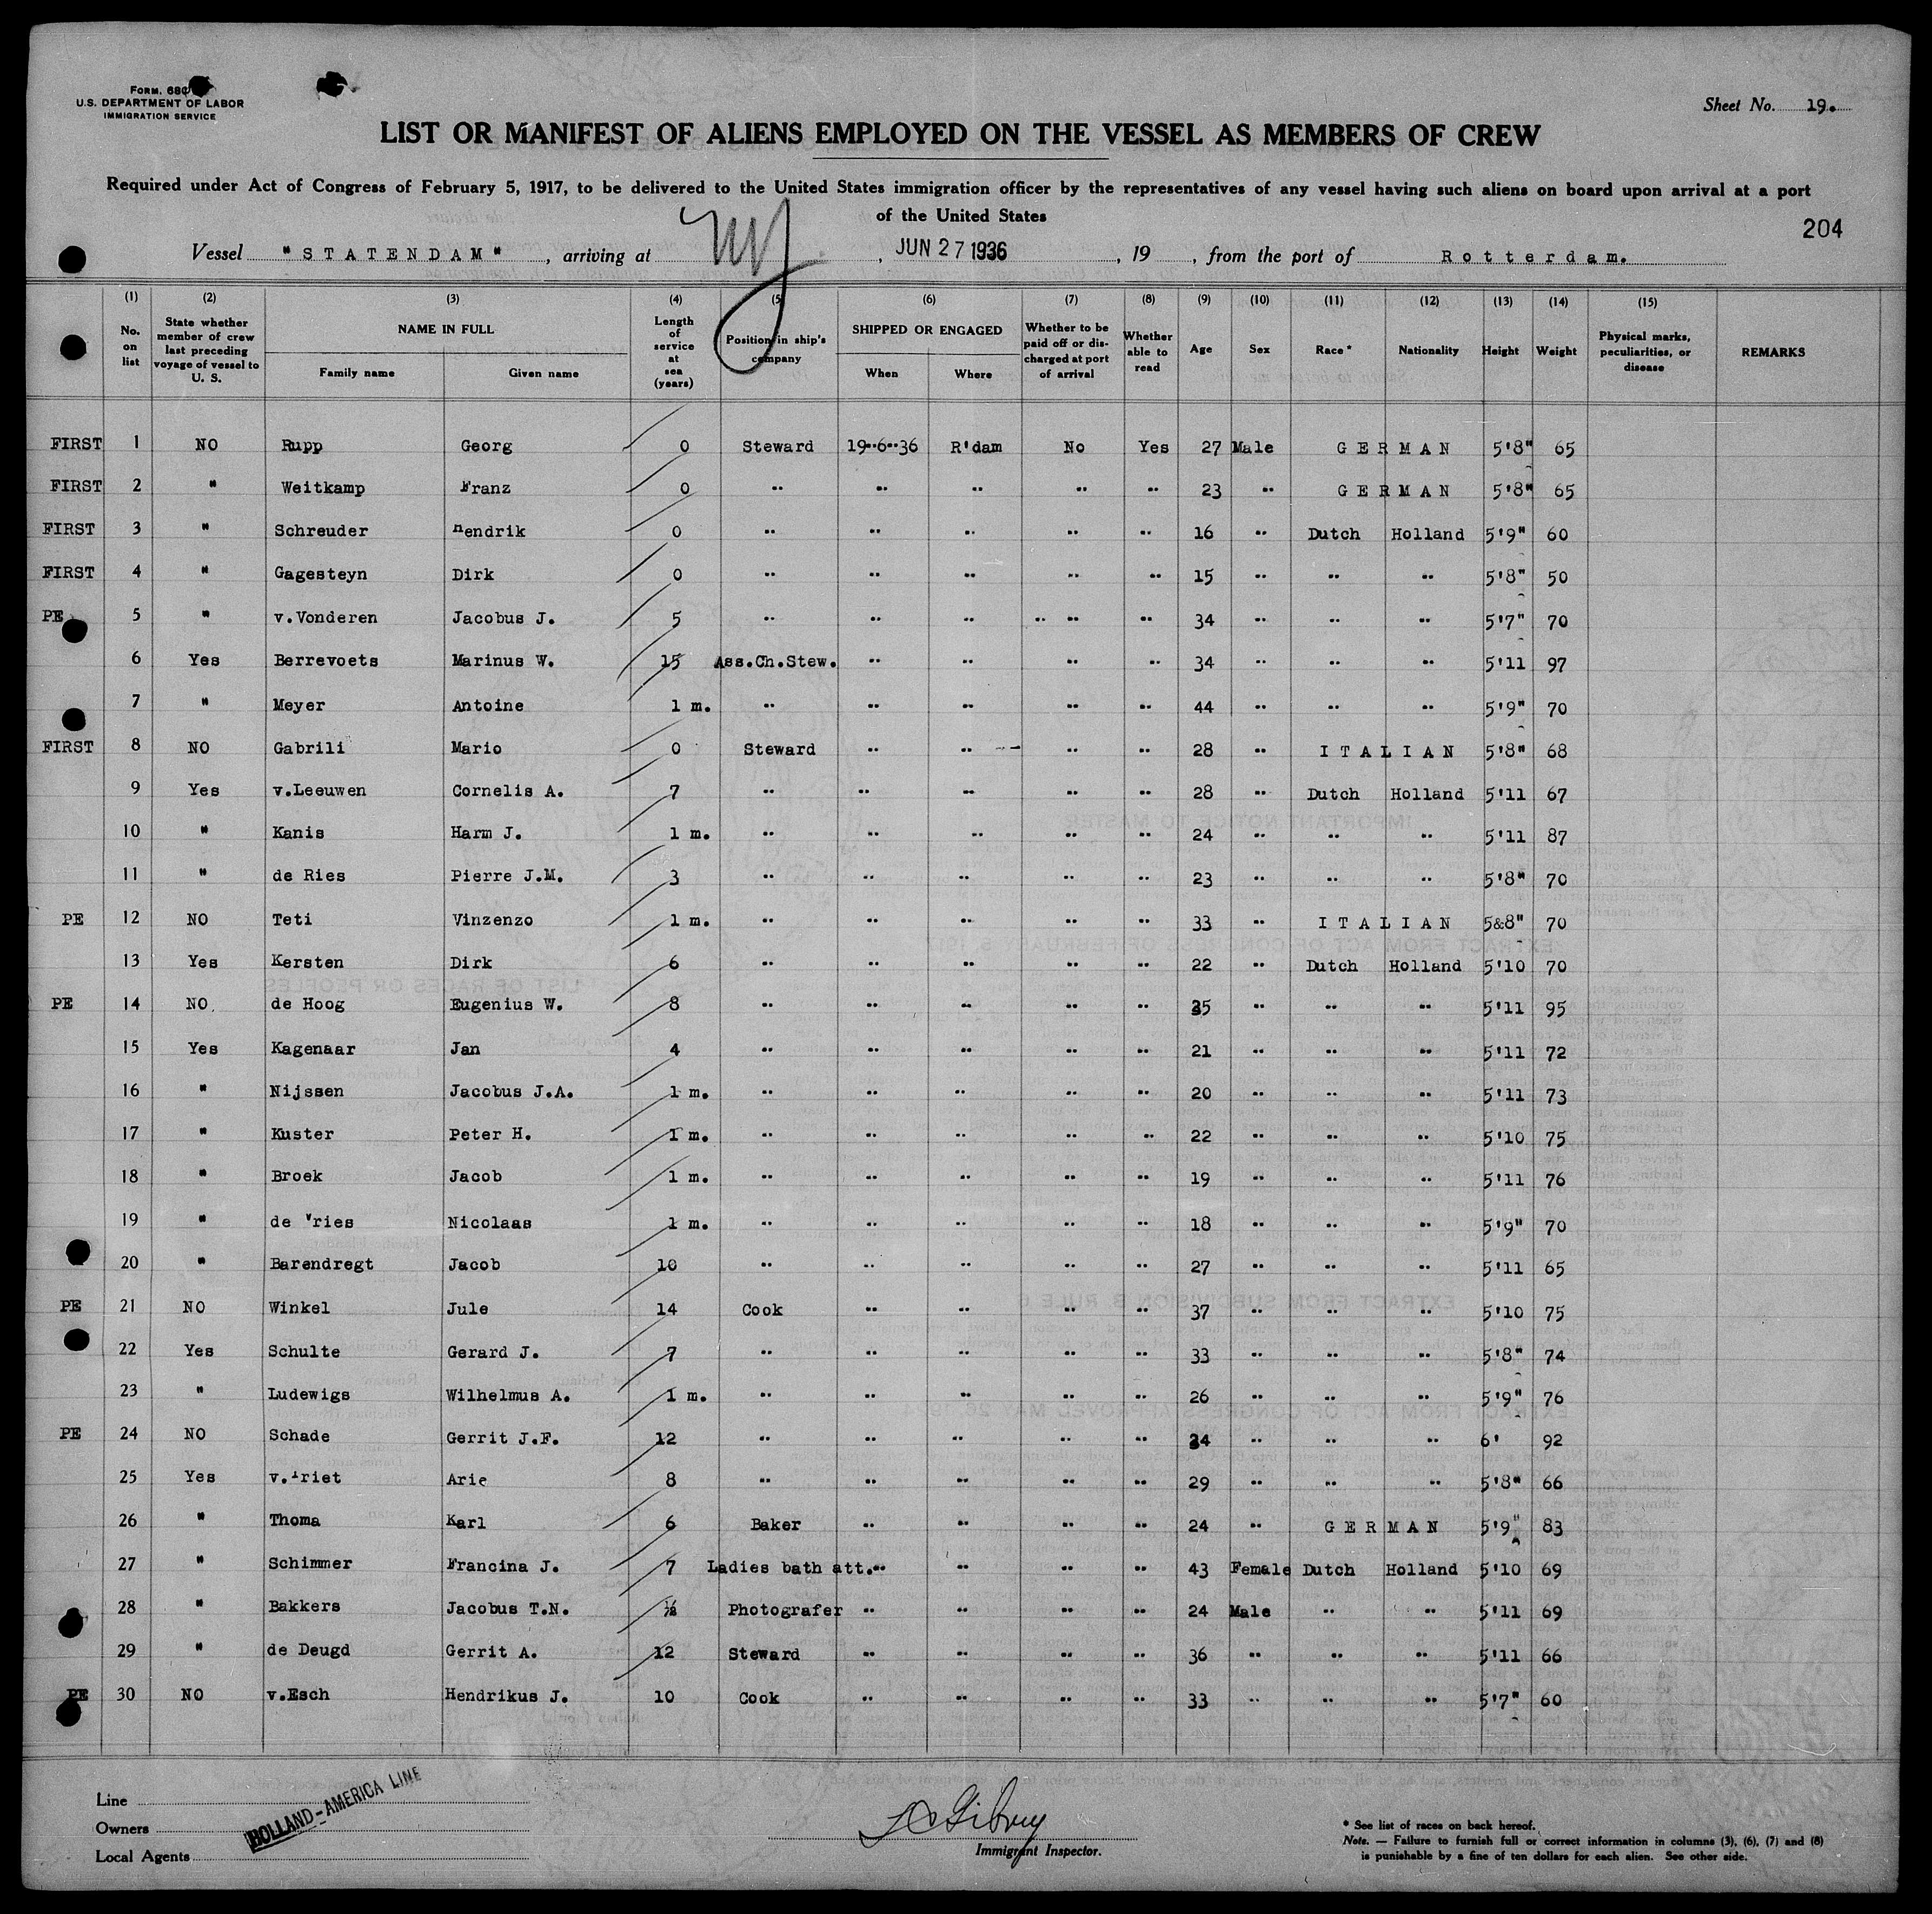 FORM. 680
U.S. DEPARTMENT OF LABOR
IMMIGRATION SERVICE
Sheet No. 19.
LIST OR MANIFEST OF ALIENS EMPLOYED ON THE VESSEL AS MEMBERS OF CREW
Required under Act of Congress of February 5, 1917, to be delivered to the United States immigration officer by the representatives of any vessel having such aliens on board upon arrival at a port
of the United States
204
Vessel "STATENDAM", arriving at NY, JUN 27 1936, 19 , from the port of Rotterdam.
(1) (2) (3) (4) (5) (6) (7) (8) (9) (10) (11) (12) (13) (14) (15)
No. on list State whether member of crew last preceding voyage of vessel to U. S. NAME IN FULL Family name Given name Length of service at sea (years) Position in ship's company SHIPPED OR ENGAGED When Where Whether to be paid off or discharged at port of arrival Whether able to read Age Sex Race* Nationality Height Weight Physical marks, peculiarities, or disease REMARKS
FIRST 1 NO Rupp Georg 0 Steward 19-6-36 R'dam No Yes 27 Male GERMAN 5'8" 65
FIRST 2 " Weitkamp Franz 0 " " " " " 23 " GERMAN 5'8" 65
FIRST 3 " Schreuder Hendrik 0 " " " " " 16 " Dutch Holland 5'9" 60
FIRST 4 " Gagesteyn Dirk 0 " " " " " 15 " " " 5'8" 50
PE 5 " v.Vonderen Jacobus J. 5 " " " " " 34 " " " 5'7" 70
6 Yes Berrevoets Marinus W. 15 Ass.Ch.Stew. " " " " 34 " " " 5'11 97
7 " Meyer Antoine 1 m. " " " " " 44 " " " 5'9" 70
FIRST 8 NO Gabrili Mario 0 Steward " " " " 28 " ITALIAN 5'8" 68
9 Yes v.Leeuwen Cornelis A. 7 " " " " " 28 " Dutch Holland 5'11 67
10 " Kanis Harm J. 1 m. " " " " " 24 " " " 5'11 87
11 " de Ries Pierre J.M. 3 " " " " " 23 " " " 5'8" 70
PE 12 NO Teti Vinzenzo 1 m. " " " " " 33 " ITALIAN 5&8" 70
13 Yes Kersten Dirk 6 " " " " " 22 " Dutch Holland 5'10 70
PE 14 NO. de Hoog Eugenius W. 8 " " " " " 35 " " " 5'11 95
15 Yes Kagenaar Jan 4 " " " " " 21 " " " 5'11 72
16 " Nijssen Jacobus J.A. 1 m. " " " " " 20 " " " 5'11 73
17 " Kuster Peter H. 1 m. " " " " " 22 " " " 5'10 75
18 " Broek Jacob 1 m. " " " " " 19 " " " 5'11 76
19 " de Vries Nicolaas 1 m. " " " " " 18 " " " 5'9" 70
20 " Barendregt Jacob 10 " " " " " 27 " " " 5'11 65
PE 21 NO Winkel Jule 14 Cook " " " " 37 " " " 5'10 75
22 Yes Schulte Gerard J. 7 " " " " " 33 " " " 5'8" 74
23 " Ludewigs Wilhelmus A. 1 m. " " " " " 26 " " " 5'9" 76
PE 24 NO Schade Gerrit J.F. 12 " " " " " 34 " " " 6' 92
25 Yes v.Priet Arie 8 " " " " " 29 " " " 5'8" 66
26 " Thoma Karl 6 Baker " " " " 24 " GERMAN 5'9" 83
27 " Schimmer Francina J. 7 Ladies bath att. " " " " 43 Female Dutch Holland 5'10 69
28 " Bakkers Jacobus T.N. ½ Photografer " " " " 24 Male " " 5'11 69
29 " de Deugd Gerrit A. 12 Steward " " " " 36 " " " 5'11 66
PE 30 NO v.Esch Hendrikus J. 10 Cook " " " " 33 " " " 5'7" 60
Line
Owners HOLLAND-AMERICA LINE
Local Agents
Immigrant Inspector.
* See list of races on back hereof.
Note. — Failure to furnish full or correct information in columns (3), (6), (7) and (8)
is punishable by a fine of ten dollars for each alien. See other side.